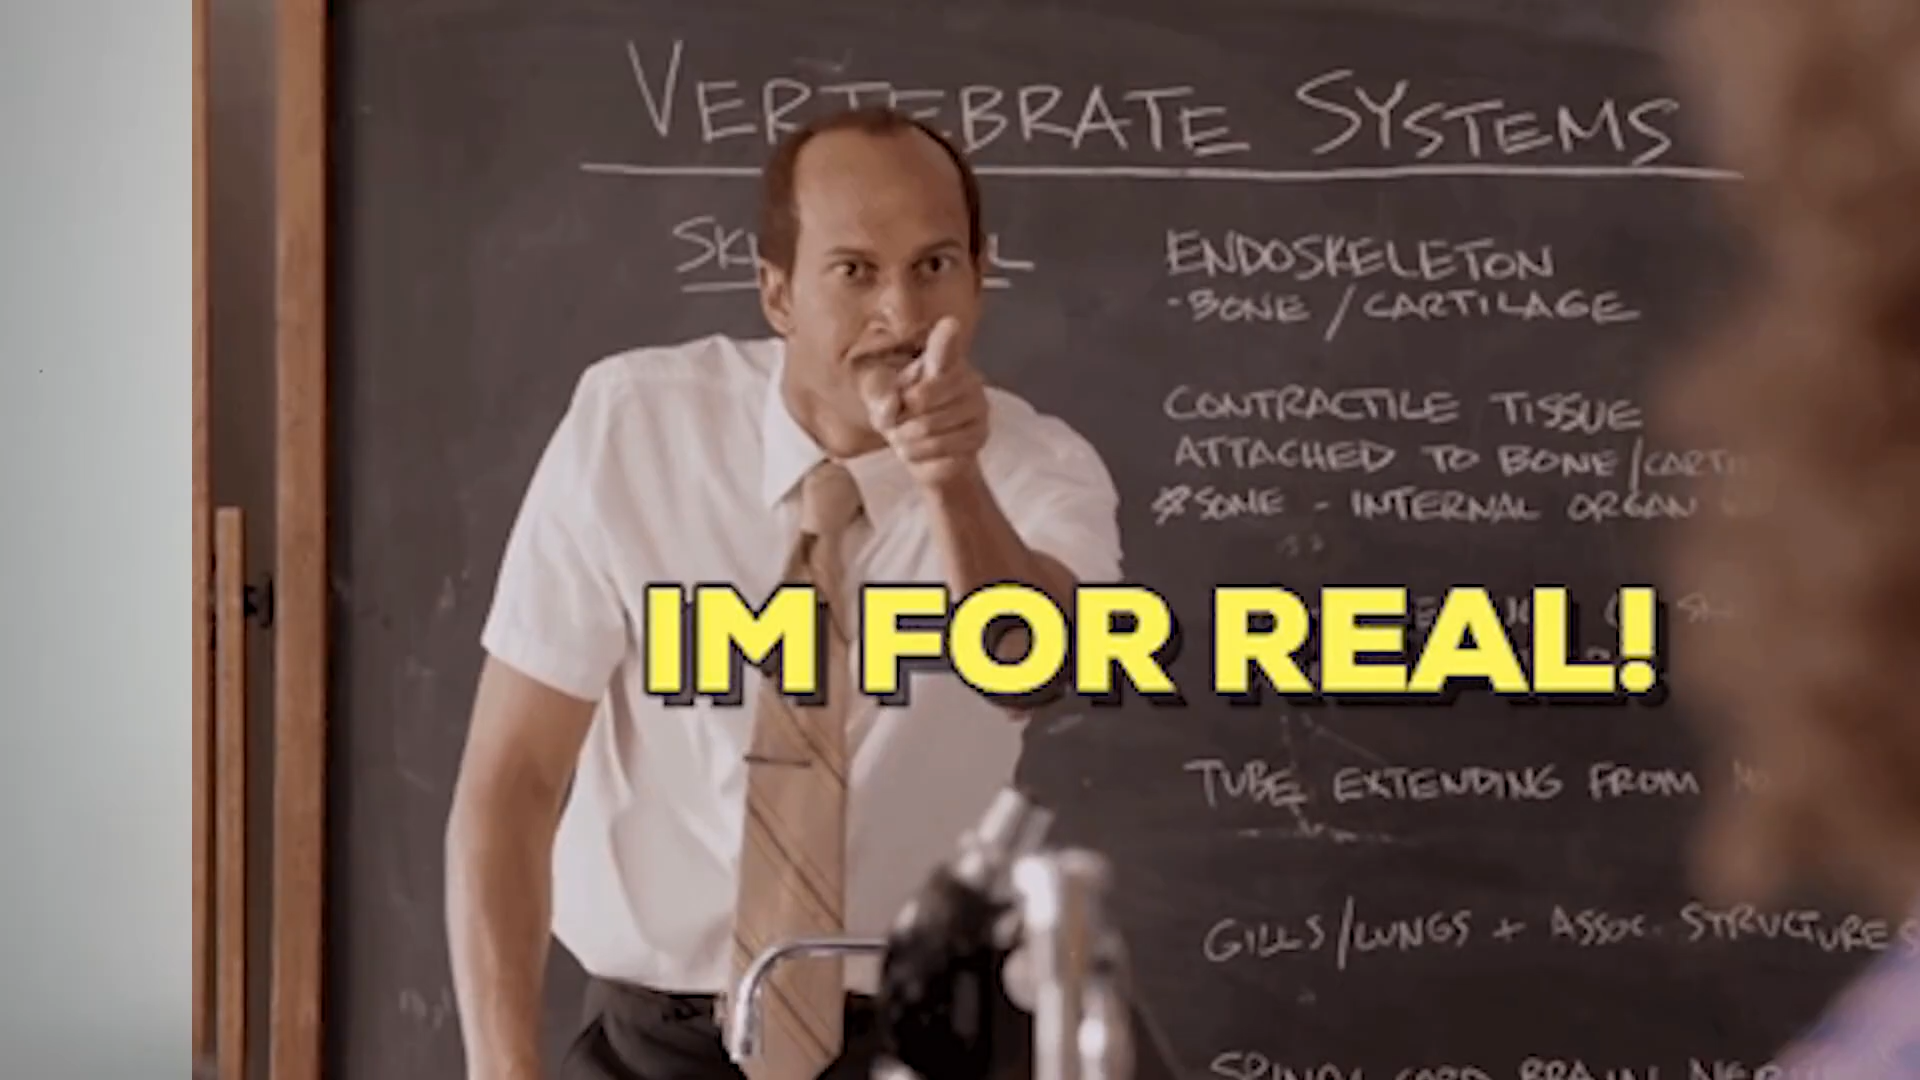 VERTEBRATE SYSTEMS
ENDOSKELETON
-BONE/CARTILAGE
CONTRACTILE TISSUE
ATTACHED TO BONE/
*SOME - INTERNAL ORGAN
IM FOR REAL!
TUBE EXTENDING FROM
GILLS/LUNGS + ASSOC. STRUCTURES